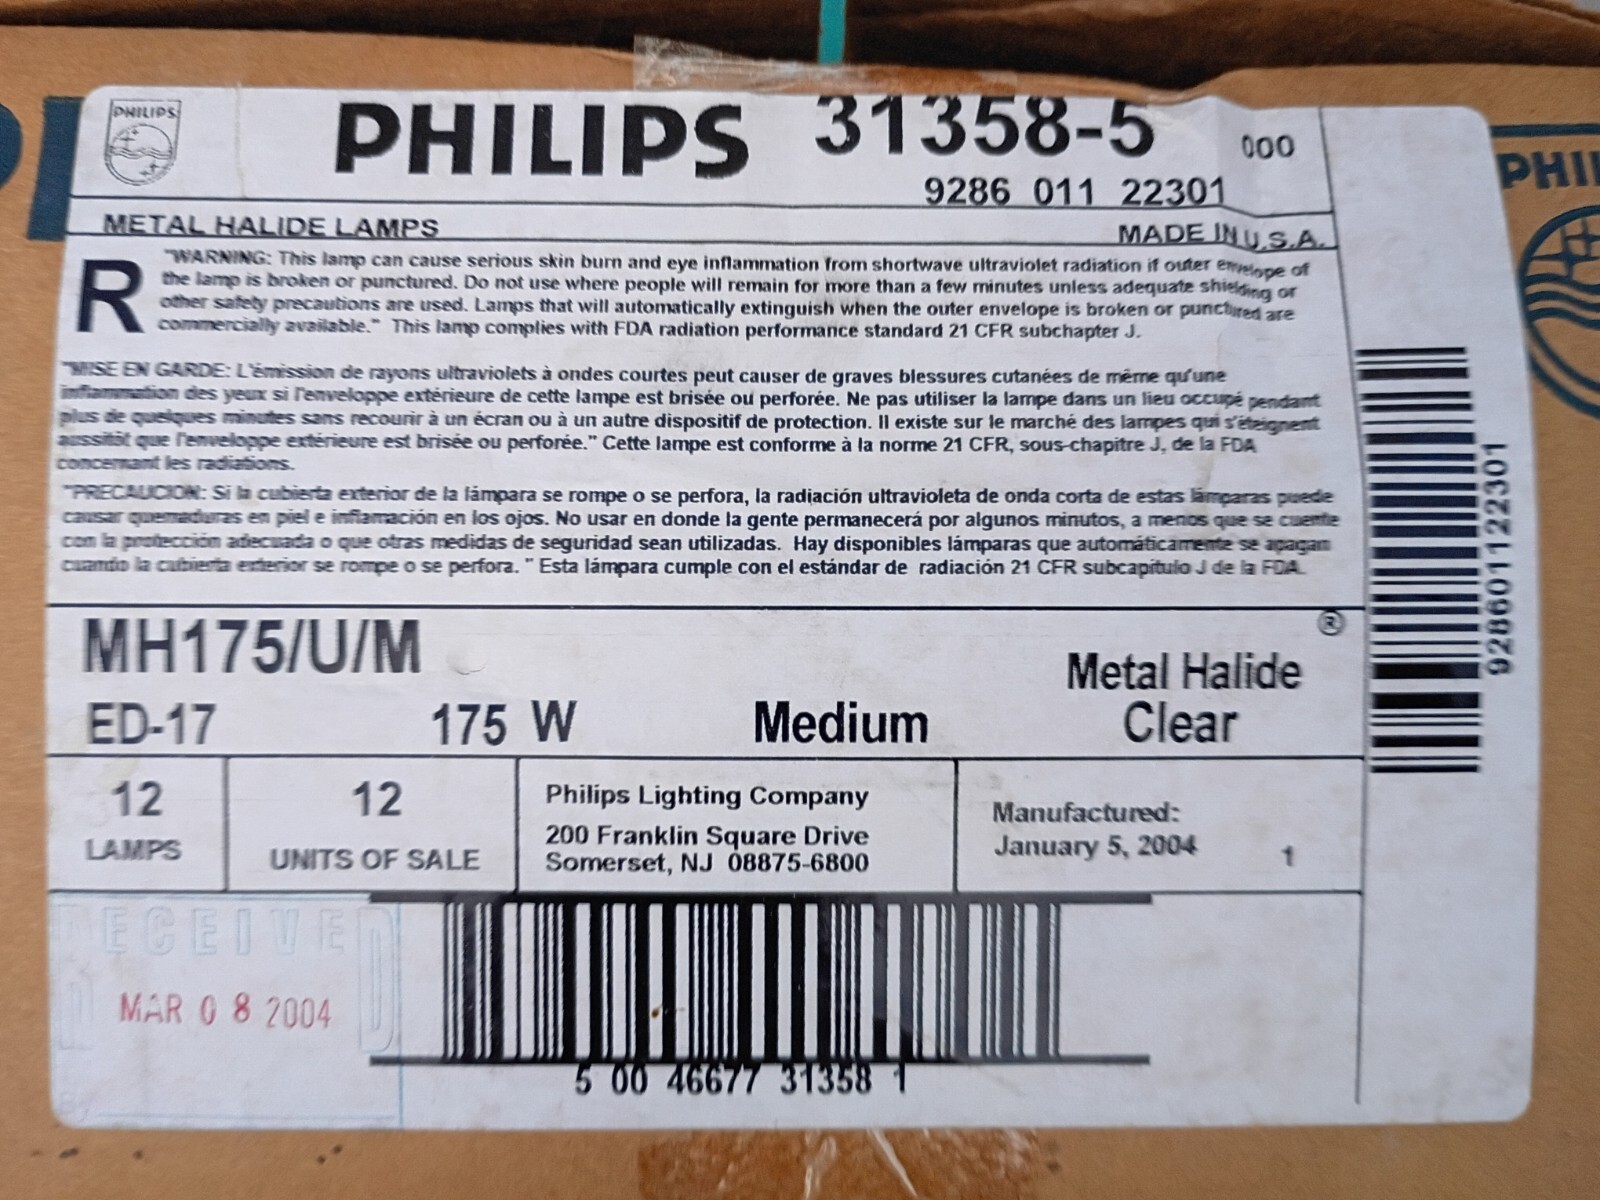 PHILIPS
PHILIPS 31358-5 000
9286 011 22301
METAL HALIDE LAMPS MADE IN U.S.A.
R
"WARNING: This lamp can cause serious skin burn and eye inflammation from shortwave ultraviolet radiation if outer envelope of
the lamp is broken or punctured. Do not use where people will remain for more than a few minutes unless adequate shielding or
other safety precautions are used. Lamps that will automatically extinguish when the outer envelope is broken or punctured are
commercially available." This lamp complies with FDA radiation performance standard 21 CFR subchapter J.
"MISE EN GARDE: L'émission de rayons ultraviolets à ondes courtes peut causer de graves blessures cutanées de même qu'une
inflammation des yeux si l'enveloppe extérieure de cette lampe est brisée ou perforée. Ne pas utiliser la lampe dans un lieu occupé pendant
plus de quelques minutes sans recourir à un écran ou à un autre dispositif de protection. Il existe sur le marché des lampes qui s'éteignent
aussitôt que l'enveloppe extérieure est brisée ou perforée." Cette lampe est conforme à la norme 21 CFR, sous-chapitre J, de la FDA
concernant les radiations.
"PRECAUCION: Si la cubierta exterior de la lámpara se rompe o se perfora, la radiación ultravioleta de onda corta de estas lámparas puede
causar quemaduras en piel e inflamación en los ojos. No usar en donde la gente permanecerá por algunos minutos, a menos que se cuente
con la protección adecuada o que otras medidas de seguridad sean utilizadas. Hay disponibles lámparas que automáticamente se apagan
cuando la cubierta exterior se rompe o se perfora. " Esta lámpara cumple con el estándar de radiación 21 CFR subcapítulo J de la FDA.
MH175/U/M ®
ED-17 175 W Medium Metal Halide
Clear
12
LAMPS
12
UNITS OF SALE
Philips Lighting Company
200 Franklin Square Drive
Somerset, NJ 08875-6800
Manufactured:
January 5, 2004 1
RECEIVED
MAR 08 2004
5 00 46677 31358 1
928601122301
PHI